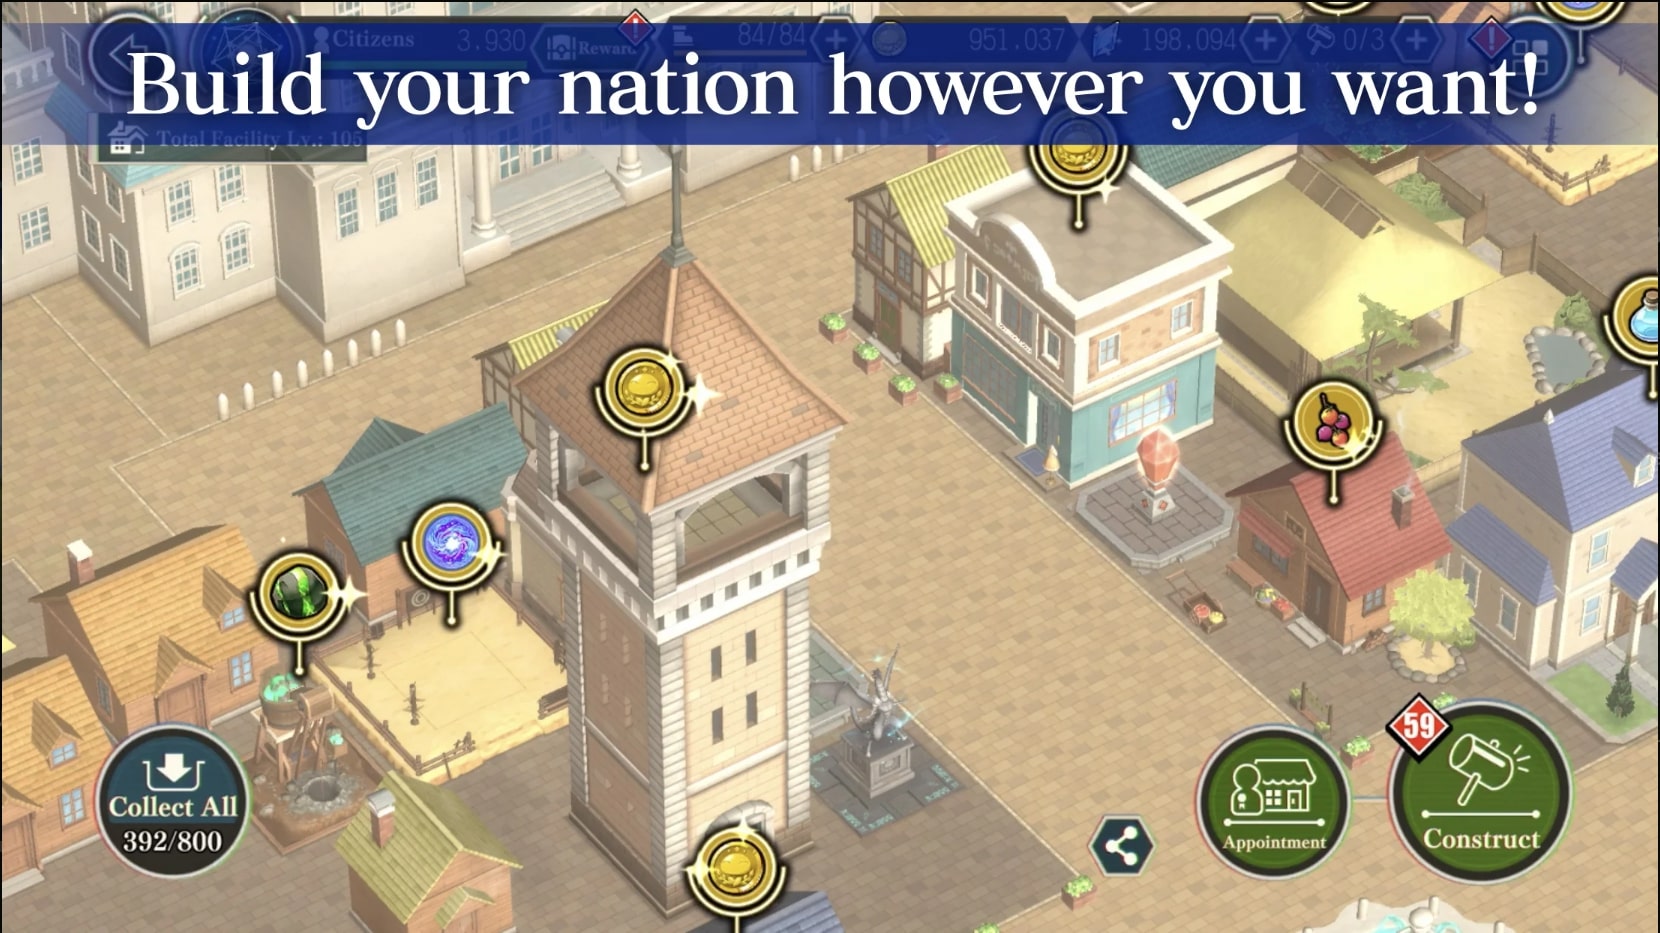 Citizens 3.930
Reward
84/84
951.037
198.094
0/3
Build your nation however you want!
Total Facility Lv.: 105
59
Collect All
392/800
Appointment
Construct